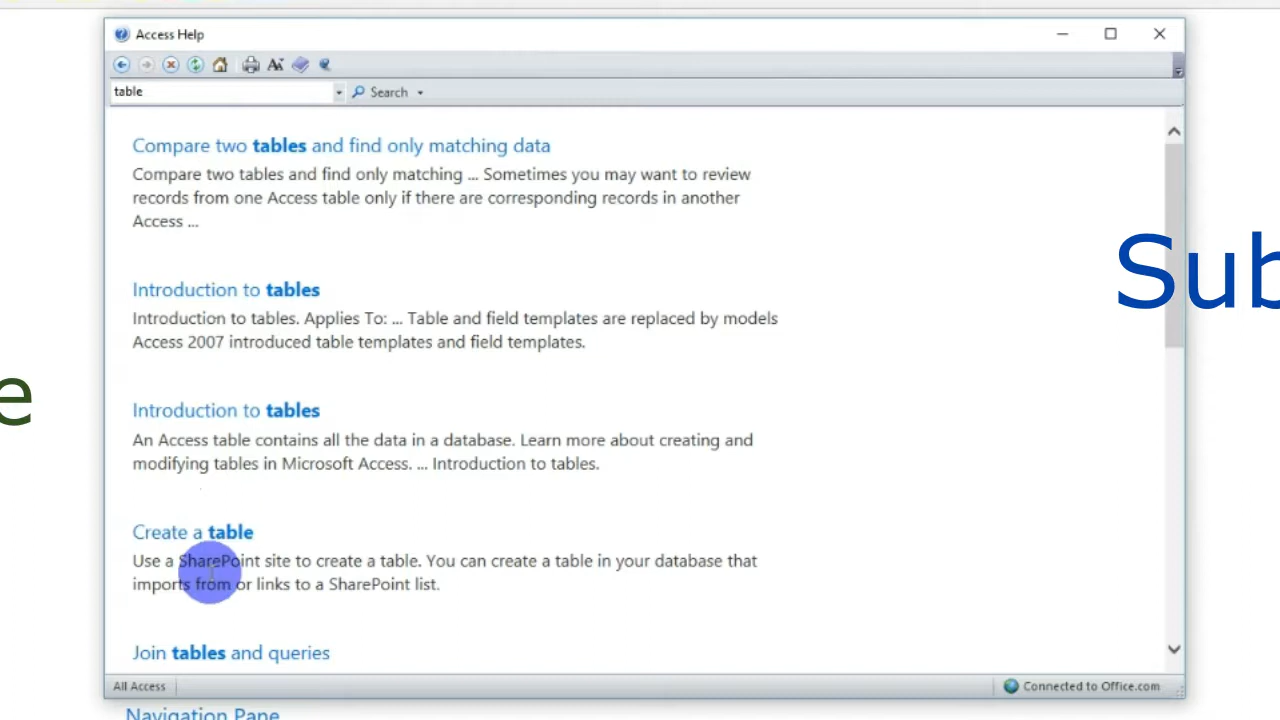 Access Help
table
Search
Compare two tables and find only matching data
Compare two tables and find only matching ... Sometimes you may want to review
records from one Access table only if there are corresponding records in another
Access ...
Sub
Introduction to tables
Introduction to tables. Applies To: ... Table and field templates are replaced by models
Access 2007 introduced table templates and field templates.
e
Introduction to tables
An Access table contains all the data in a database. Learn more about creating and
modifying tables in Microsoft Access. ... Introduction to tables.
Create a table
Use a SharePoint site to create a table. You can create a table in your database that
imports from or links to a SharePoint list.
Join tables and queries
All Access
Connected to Office.com
Navigation Pane